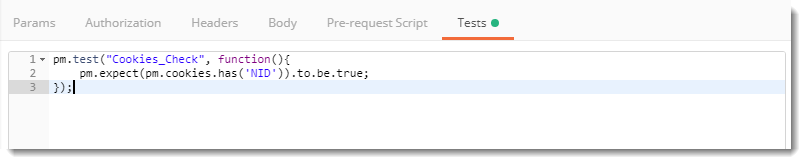 Params Authorization Headers Body Pre-request Script Tests
1 pm.test("Cookies_Check", function(){
2 pm.expect(pm.cookies.has('NID')).to.be.true;
3 });